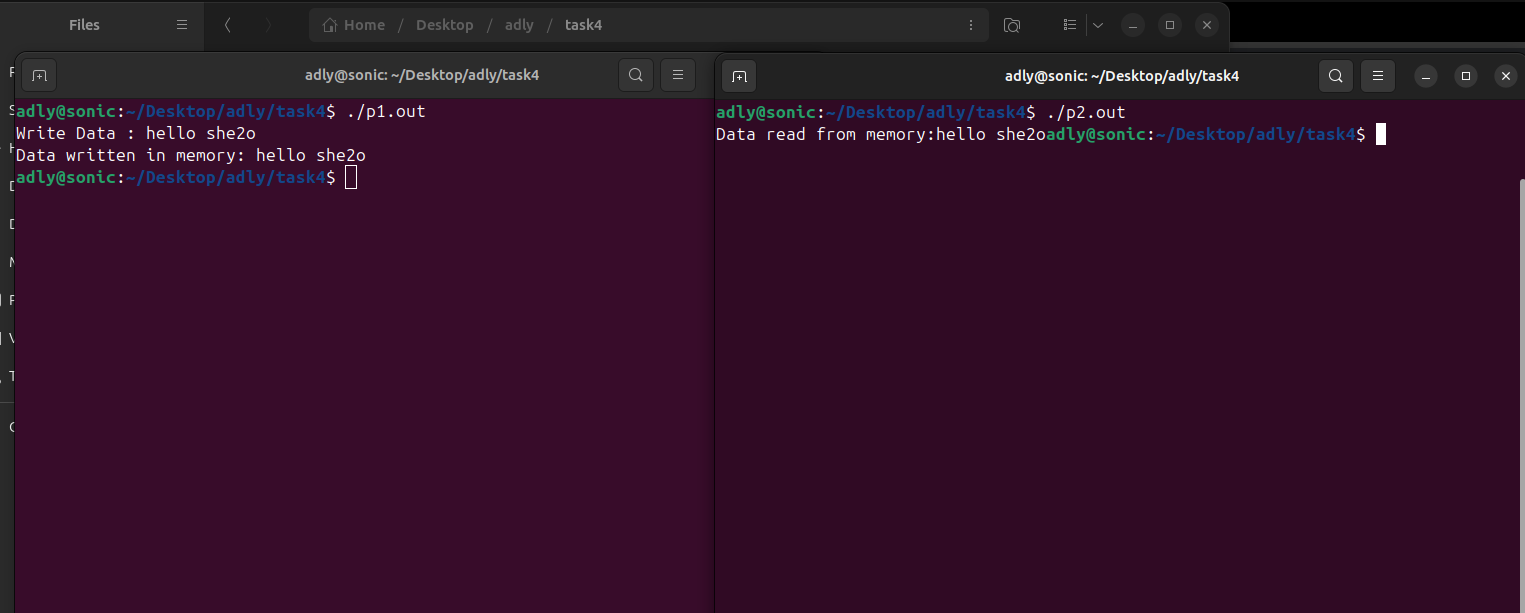 Files
Home / Desktop / adly / task4
adly@sonic: ~/Desktop/adly/task4
adly@sonic:~/Desktop/adly/task4$ ./p1.out
Write Data : hello she2o
Data written in memory: hello she2o
adly@sonic:~/Desktop/adly/task4$
adly@sonic: ~/Desktop/adly/task4
adly@sonic:~/Desktop/adly/task4$ ./p2.out
Data read from memory:hello she2oadly@sonic:~/Desktop/adly/task4$